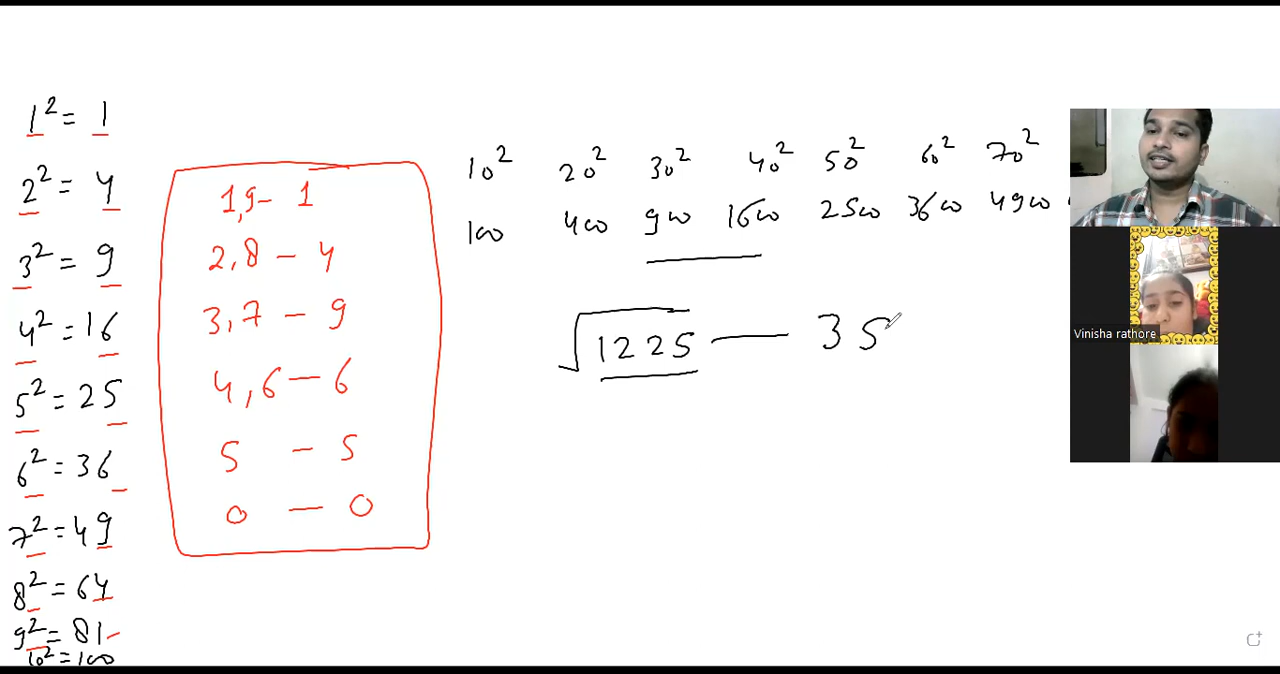 1² = 1
2² = 4
3² = 9
4² = 16
5² = 25
6² = 36
7² = 49
8² = 64
9² = 81
10² = 100
1,9 - 1
2,8 - 4
3,7 - 9
4,6 - 6
5 - 5
0 - 0
10² 20² 30² 40² 50² 60² 70²
100 400 900 1600 2500 3600 4900
√1225 — 35
Vinisha rathore